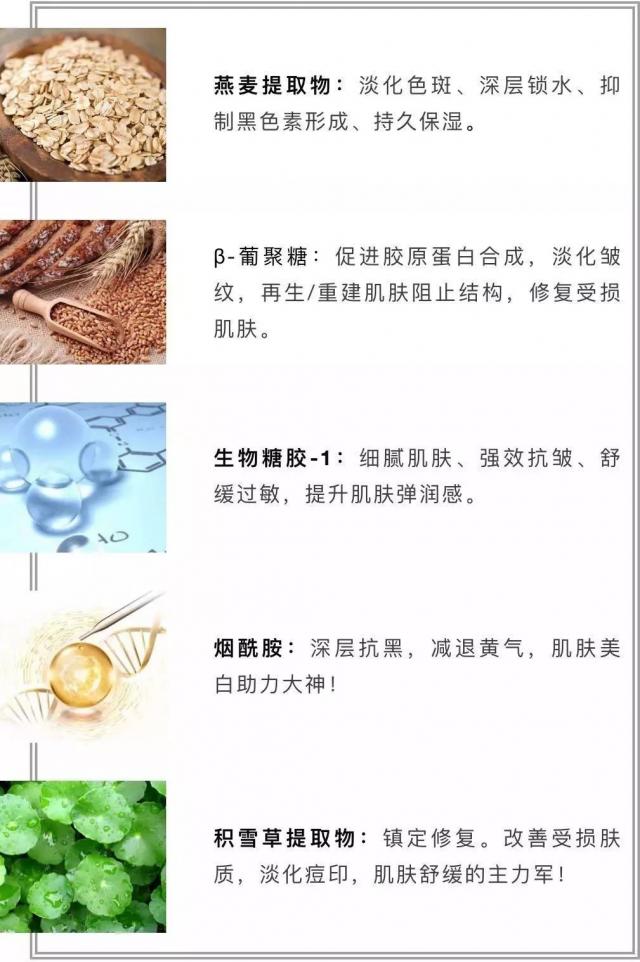 燕麦提取物：淡化色斑、深层锁水、抑
制黑色素形成、持久保湿。
β-葡聚糖：促进胶原蛋白合成，淡化皱
纹，再生/重建肌肤阻止结构，修复受损
肌肤。
生物糖胶-1：细腻肌肤、强效抗皱、舒
缓过敏，提升肌肤弹润感。
烟酰胺：深层抗黑，减退黄气，肌肤美
白助力大神！
积雪草提取物：镇定修复。改善受损肤
质，淡化痘印，肌肤舒缓的主力军！